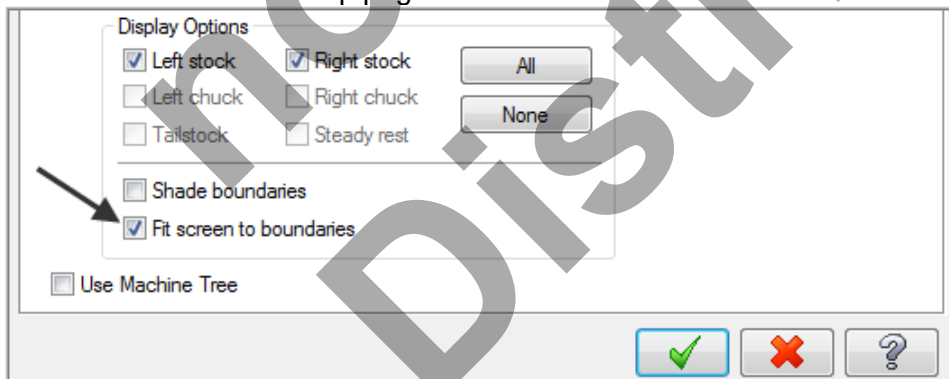 Display Options
Left stock Right stock All
Left chuck Right chuck
None
Tailstock Steady rest
Shade boundaries
Fit screen to boundaries
Use Machine Tree